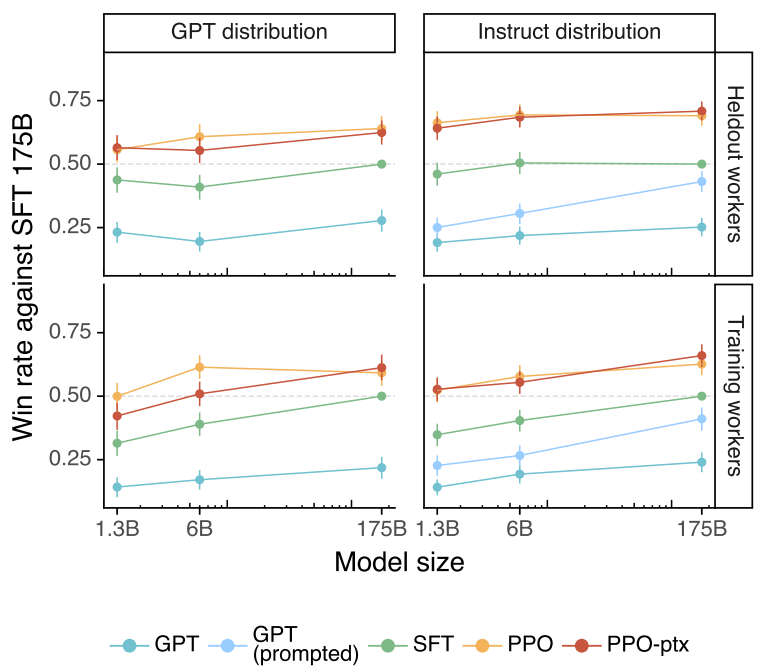 GPT distribution
Instruct distribution
Win rate against SFT 175B
0.75
0.50
0.25
Heldout workers
0.75
0.50
0.25
Training workers
1.3B 6B 175B
1.3B 6B 175B
Model size
GPT
GPT
(prompted)
SFT
PPO
PPO-ptx